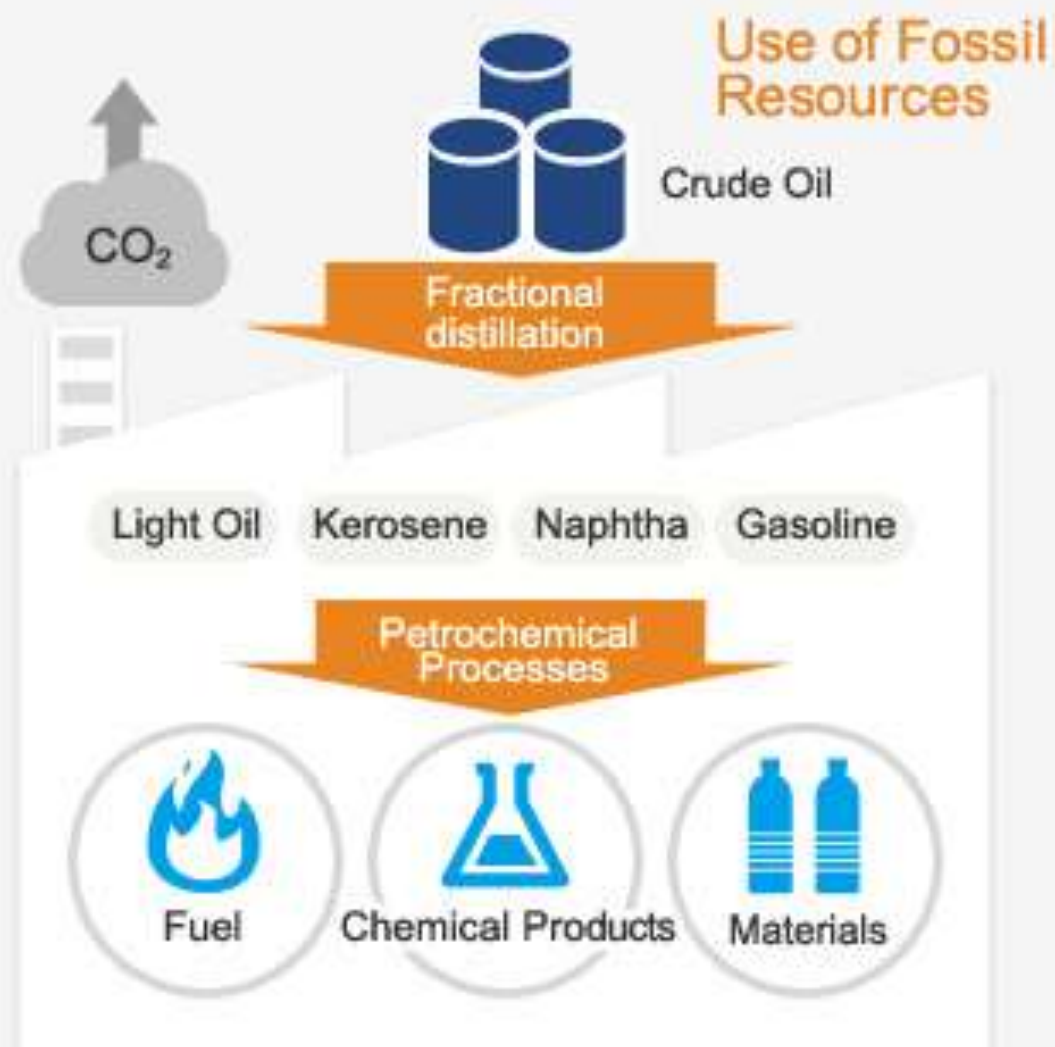 Use of Fossil
Resources
Crude Oil
CO₂
Fractional
distillation
Light Oil
Kerosene
Naphtha
Gasoline
Petrochemical
Processes
Fuel
Chemical Products
Materials